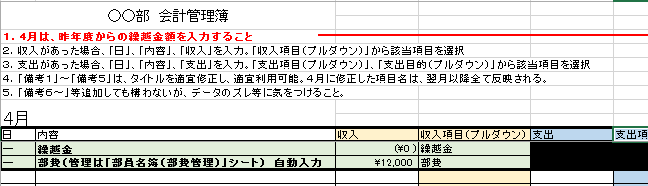 〇〇部 会計管理簿
1. 4月は、昨年度からの繰越金額を入力すること
2. 収入があった場合、「日」、「内容」、「収入」を入力。「収入項目(プルダウン)」から該当項目を選択
3. 支出があった場合、「日」、「内容」、「支出」を入力。「支出項目(プルダウン)」、「支出目的(プルダウン)」から該当項目を選択
4. 「備考1」~「備考5」は、タイトルを適宜修正し、適宜利用可能。4月に修正した項目名は、翌月以降全て反映される。
5. 「備考6~」等追加しても構わないが、データのズレ等に気をつけること。
4月
日 内容 収入 収入項目(プルダウン) 支出 支出項
― 繰越金 (¥0) 繰越金
― 部費(管理は「部員名簿(部費管理)」シート) 自動入力 ¥12,000 部費